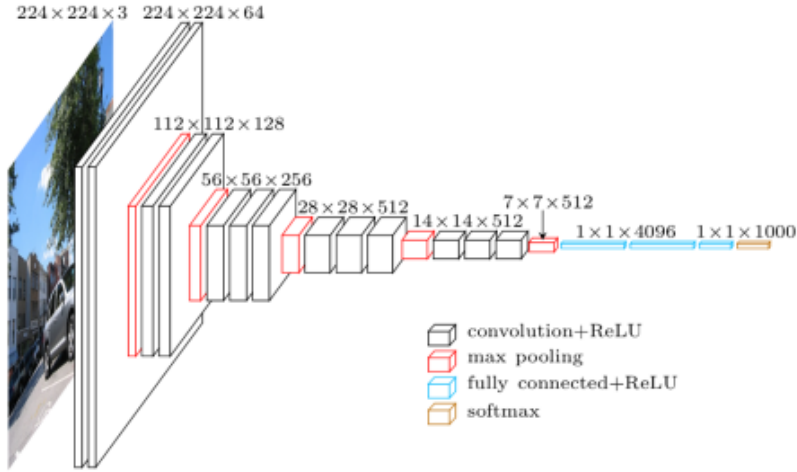 224×224×3
224×224×64
112×112×128
56×56×256
28×28×512
14×14×512
7×7×512
1×1×4096
1×1×1000
convolution+ReLU
max pooling
fully connected+ReLU
softmax